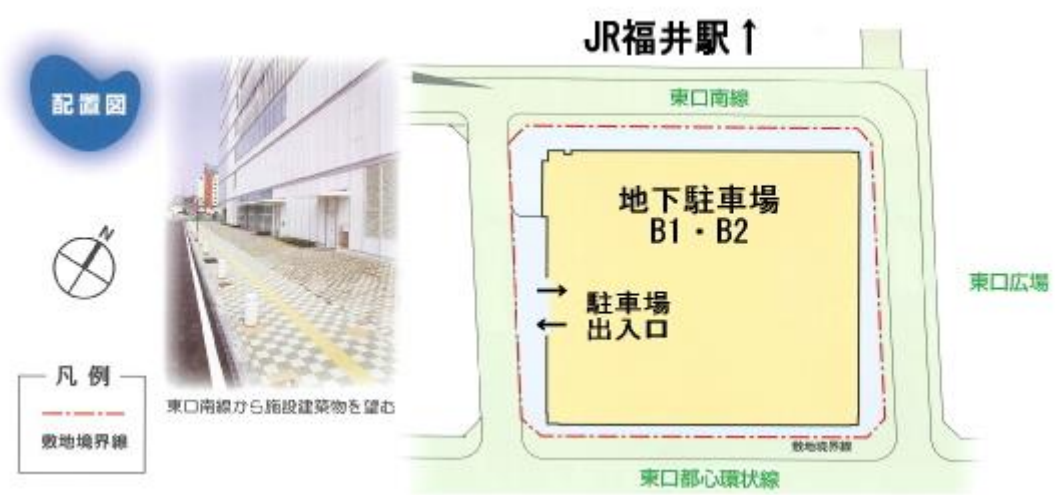 JR福井駅↑
配置図
東口南線
地下駐車場
B1・B2
N
東口広場
→
駐車場
←
出入口
凡例
敷地境界線
東口南線から施設建築物を望む
敷地境界線
東口都心環状線